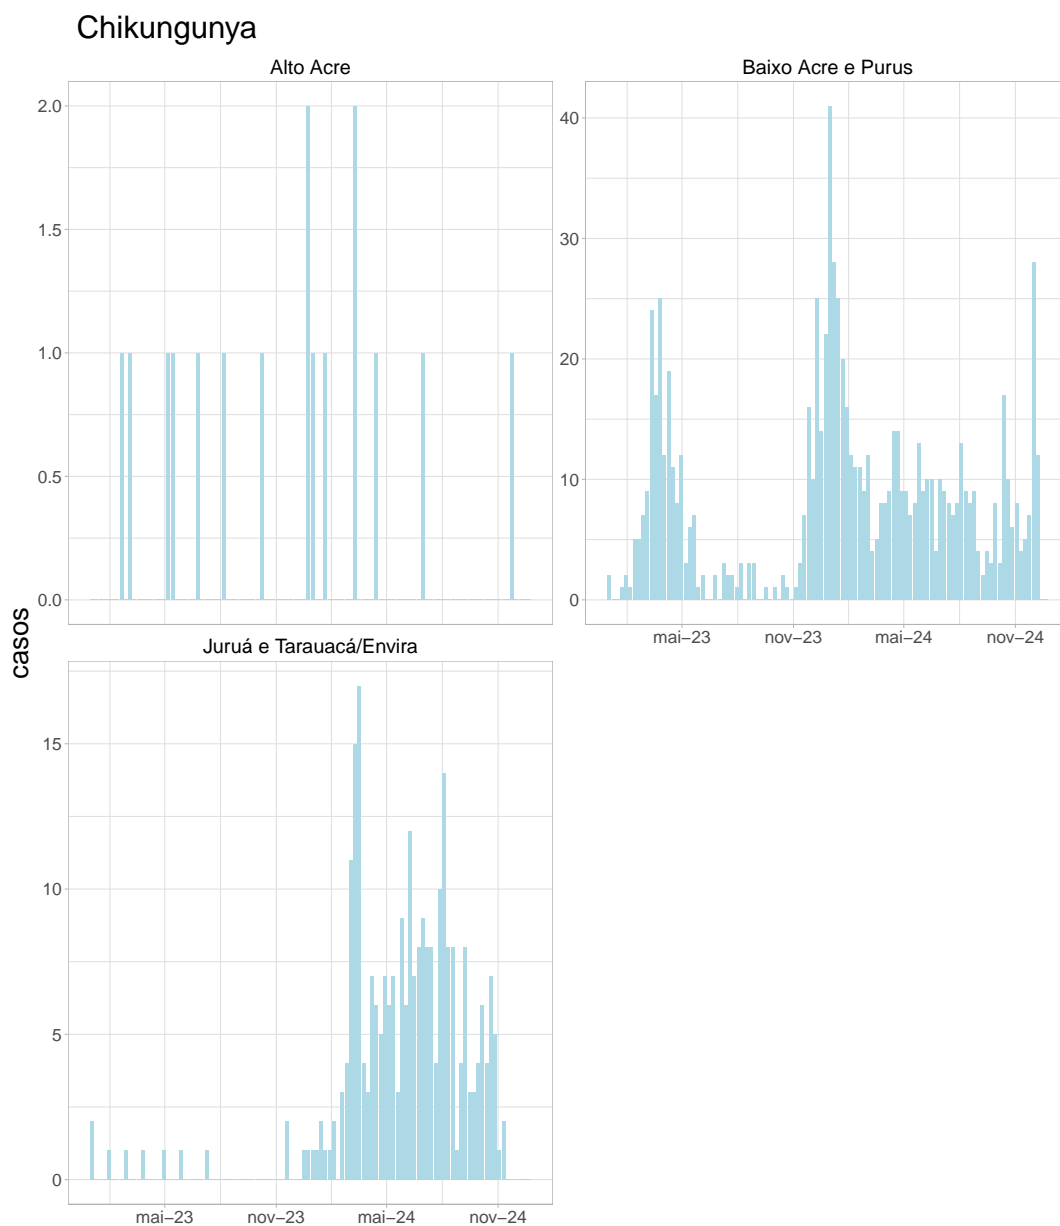 Chikungunya
Alto Acre
2.0
1.5
1.0
0.5
0.0
Baixo Acre e Purus
40
30
20
10
0
mai–23 nov–23 mai–24 nov–24
casos
Juruá e Tarauacá/Envira
15
10
5
0
mai–23 nov–23 mai–24 nov–24